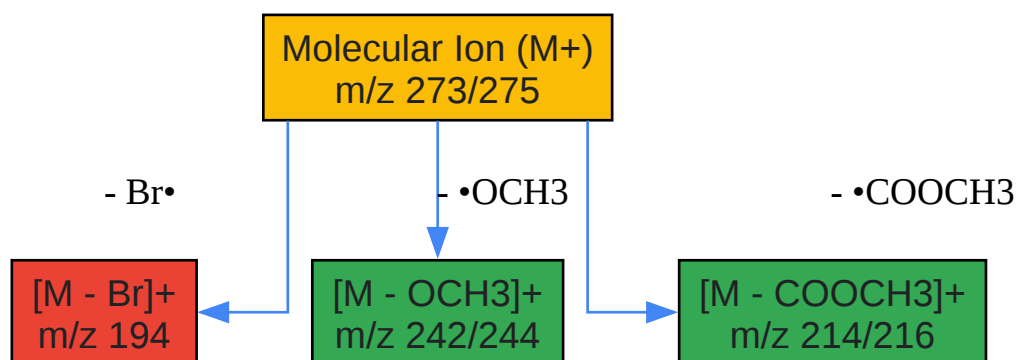 Molecular Ion (M+)
m/z 273/275
- Br•
- •OCH3
- •COOCH3
[M - Br]+
m/z 194
[M - OCH3]+
m/z 242/244
[M - COOCH3]+
m/z 214/216